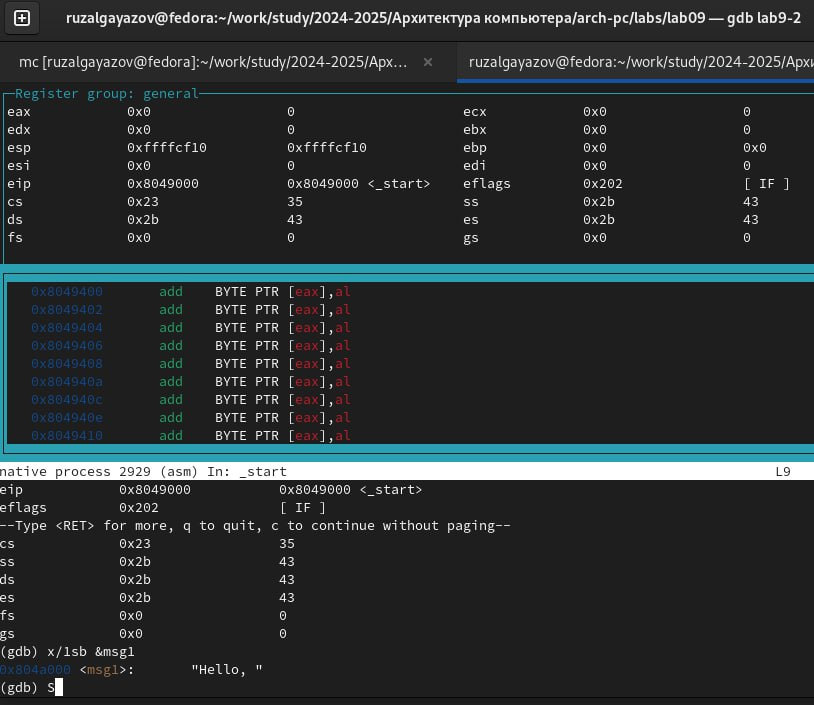 ruzalgayazov@fedora:~/work/study/2024-2025/Архитектура компьютера/arch-pc/labs/lab09 — gdb lab9-2
mc [ruzalgayazov@fedora]:~/work/study/2024-2025/Арх... × ruzalgayazov@fedora:~/work/study/2024-2025/Архи
Register group: general
eax 0x0 0 ecx 0x0 0
edx 0x0 0 ebx 0x0 0
esp 0xffffcf10 0xffffcf10 ebp 0x0 0x0
esi 0x0 0 edi 0x0 0
eip 0x8049000 0x8049000 <_start> eflags 0x202 [ IF ]
cs 0x23 35 ss 0x2b 43
ds 0x2b 43 es 0x2b 43
fs 0x0 0 gs 0x0 0
0x8049400 add BYTE PTR [eax],al
0x8049402 add BYTE PTR [eax],al
0x8049404 add BYTE PTR [eax],al
0x8049406 add BYTE PTR [eax],al
0x8049408 add BYTE PTR [eax],al
0x804940a add BYTE PTR [eax],al
0x804940c add BYTE PTR [eax],al
0x804940e add BYTE PTR [eax],al
0x8049410 add BYTE PTR [eax],al
native process 2929 (asm) In: _start L9
eip 0x8049000 0x8049000 <_start>
eflags 0x202 [ IF ]
--Type <RET> for more, q to quit, c to continue without paging--
cs 0x23 35
ss 0x2b 43
ds 0x2b 43
es 0x2b 43
fs 0x0 0
gs 0x0 0
(gdb) x/1sb &msg1
0x804a000 <msg1>: "Hello, "
(gdb) S